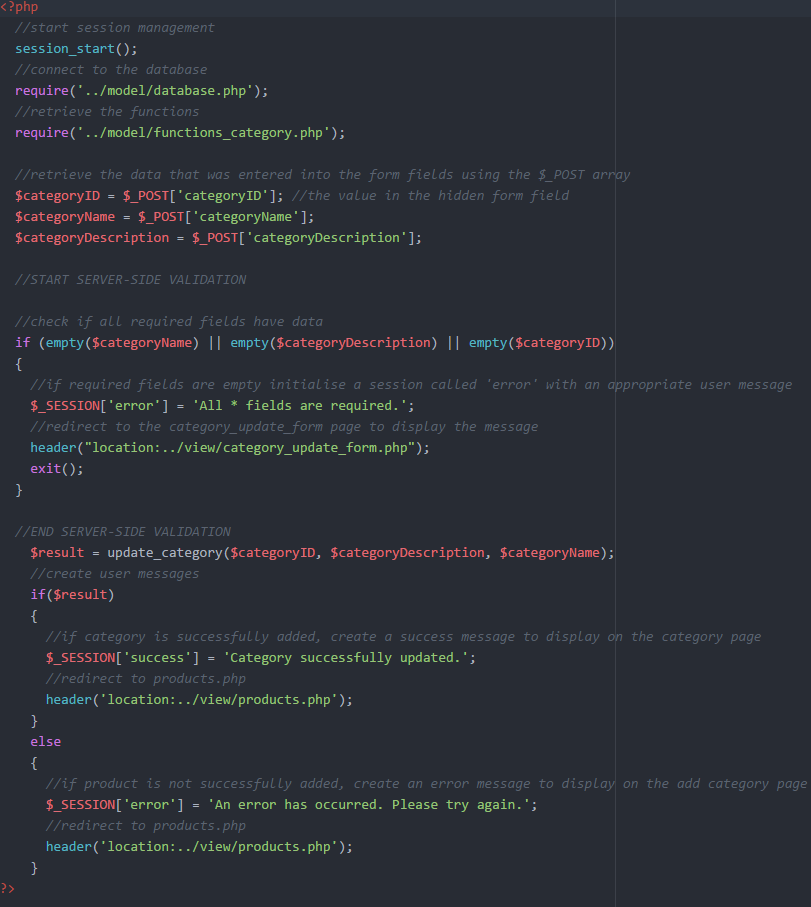 <?php
//start session management
session_start();
//connect to the database
require('../model/database.php');
//retrieve the functions
require('../model/functions_category.php');
//retrieve the data that was entered into the form fields using the $_POST array
$categoryID = $_POST['categoryID']; //the value in the hidden form field
$categoryName = $_POST['categoryName'];
$categoryDescription = $_POST['categoryDescription'];
//START SERVER-SIDE VALIDATION
//check if all required fields have data
if (empty($categoryName) || empty($categoryDescription) || empty($categoryID))
{
//if required fields are empty initialise a session called 'error' with an appropriate user message
$_SESSION['error'] = 'All * fields are required.';
//redirect to the category_update_form page to display the message
header("location:../view/category_update_form.php");
exit();
}
//END SERVER-SIDE VALIDATION
$result = update_category($categoryID, $categoryDescription, $categoryName);
//create user messages
if($result)
{
//if category is successfully added, create a success message to display on the category page
$_SESSION['success'] = 'Category successfully updated.';
//redirect to products.php
header('location:../view/products.php');
}
else
{
//if product is not successfully added, create an error message to display on the add category page
$_SESSION['error'] = 'An error has occurred. Please try again.';
//redirect to products.php
header('location:../view/products.php');
}
?>